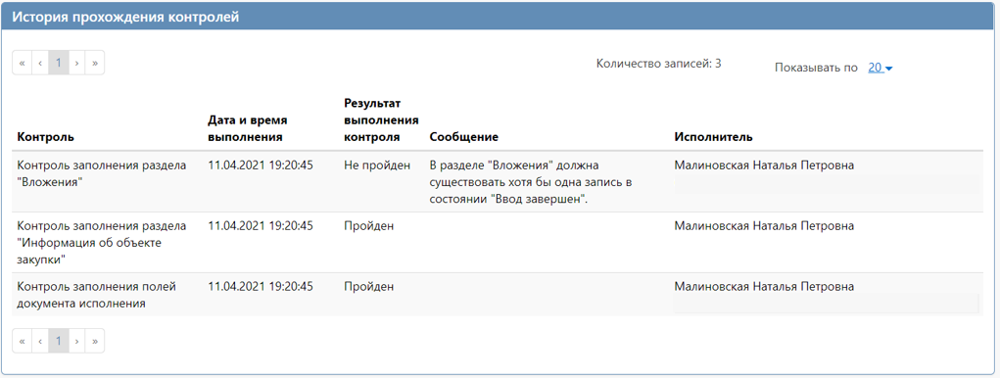 История прохождения контролей
« ‹ 1 › »
Количество записей: 3
Показывать по 20
Контроль
Дата и время
выполнения
Результат
выполнения
контроля
Сообщение
Исполнитель
Контроль заполнения раздела
"Вложения"
11.04.2021 19:20:45
Не пройден
В разделе "Вложения" должна
существовать хотя бы одна запись в
состоянии "Ввод завершен".
Малиновская Наталья Петровна
Контроль заполнения раздела
"Информация об объекте
закупки"
11.04.2021 19:20:45
Пройден
Малиновская Наталья Петровна
Контроль заполнения полей
документа исполнения
11.04.2021 19:20:45
Пройден
Малиновская Наталья Петровна
« ‹ 1 › »